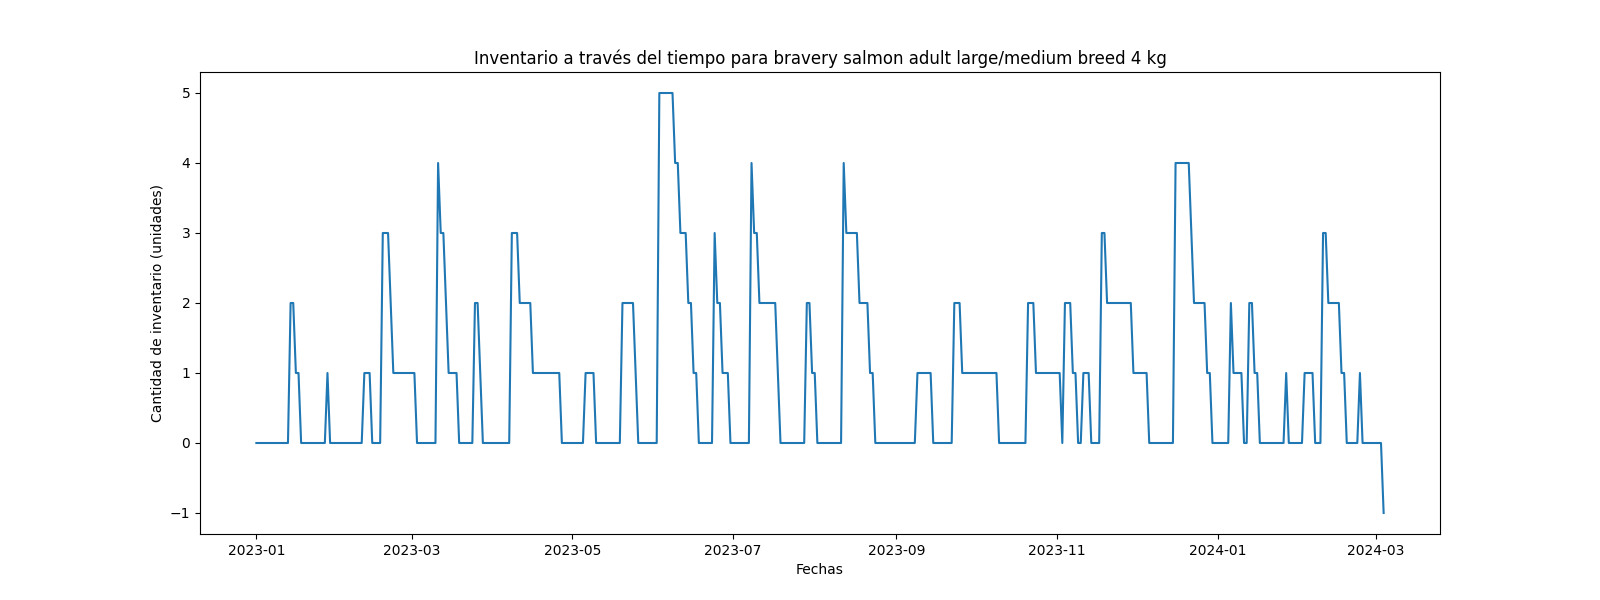 Inventario a través del tiempo para bravery salmon adult large/medium breed 4 kg
Cantidad de inventario (unidades)
5
4
3
2
1
0
−1
2023-01 2023-03 2023-05 2023-07 2023-09 2023-11 2024-01 2024-03
Fechas